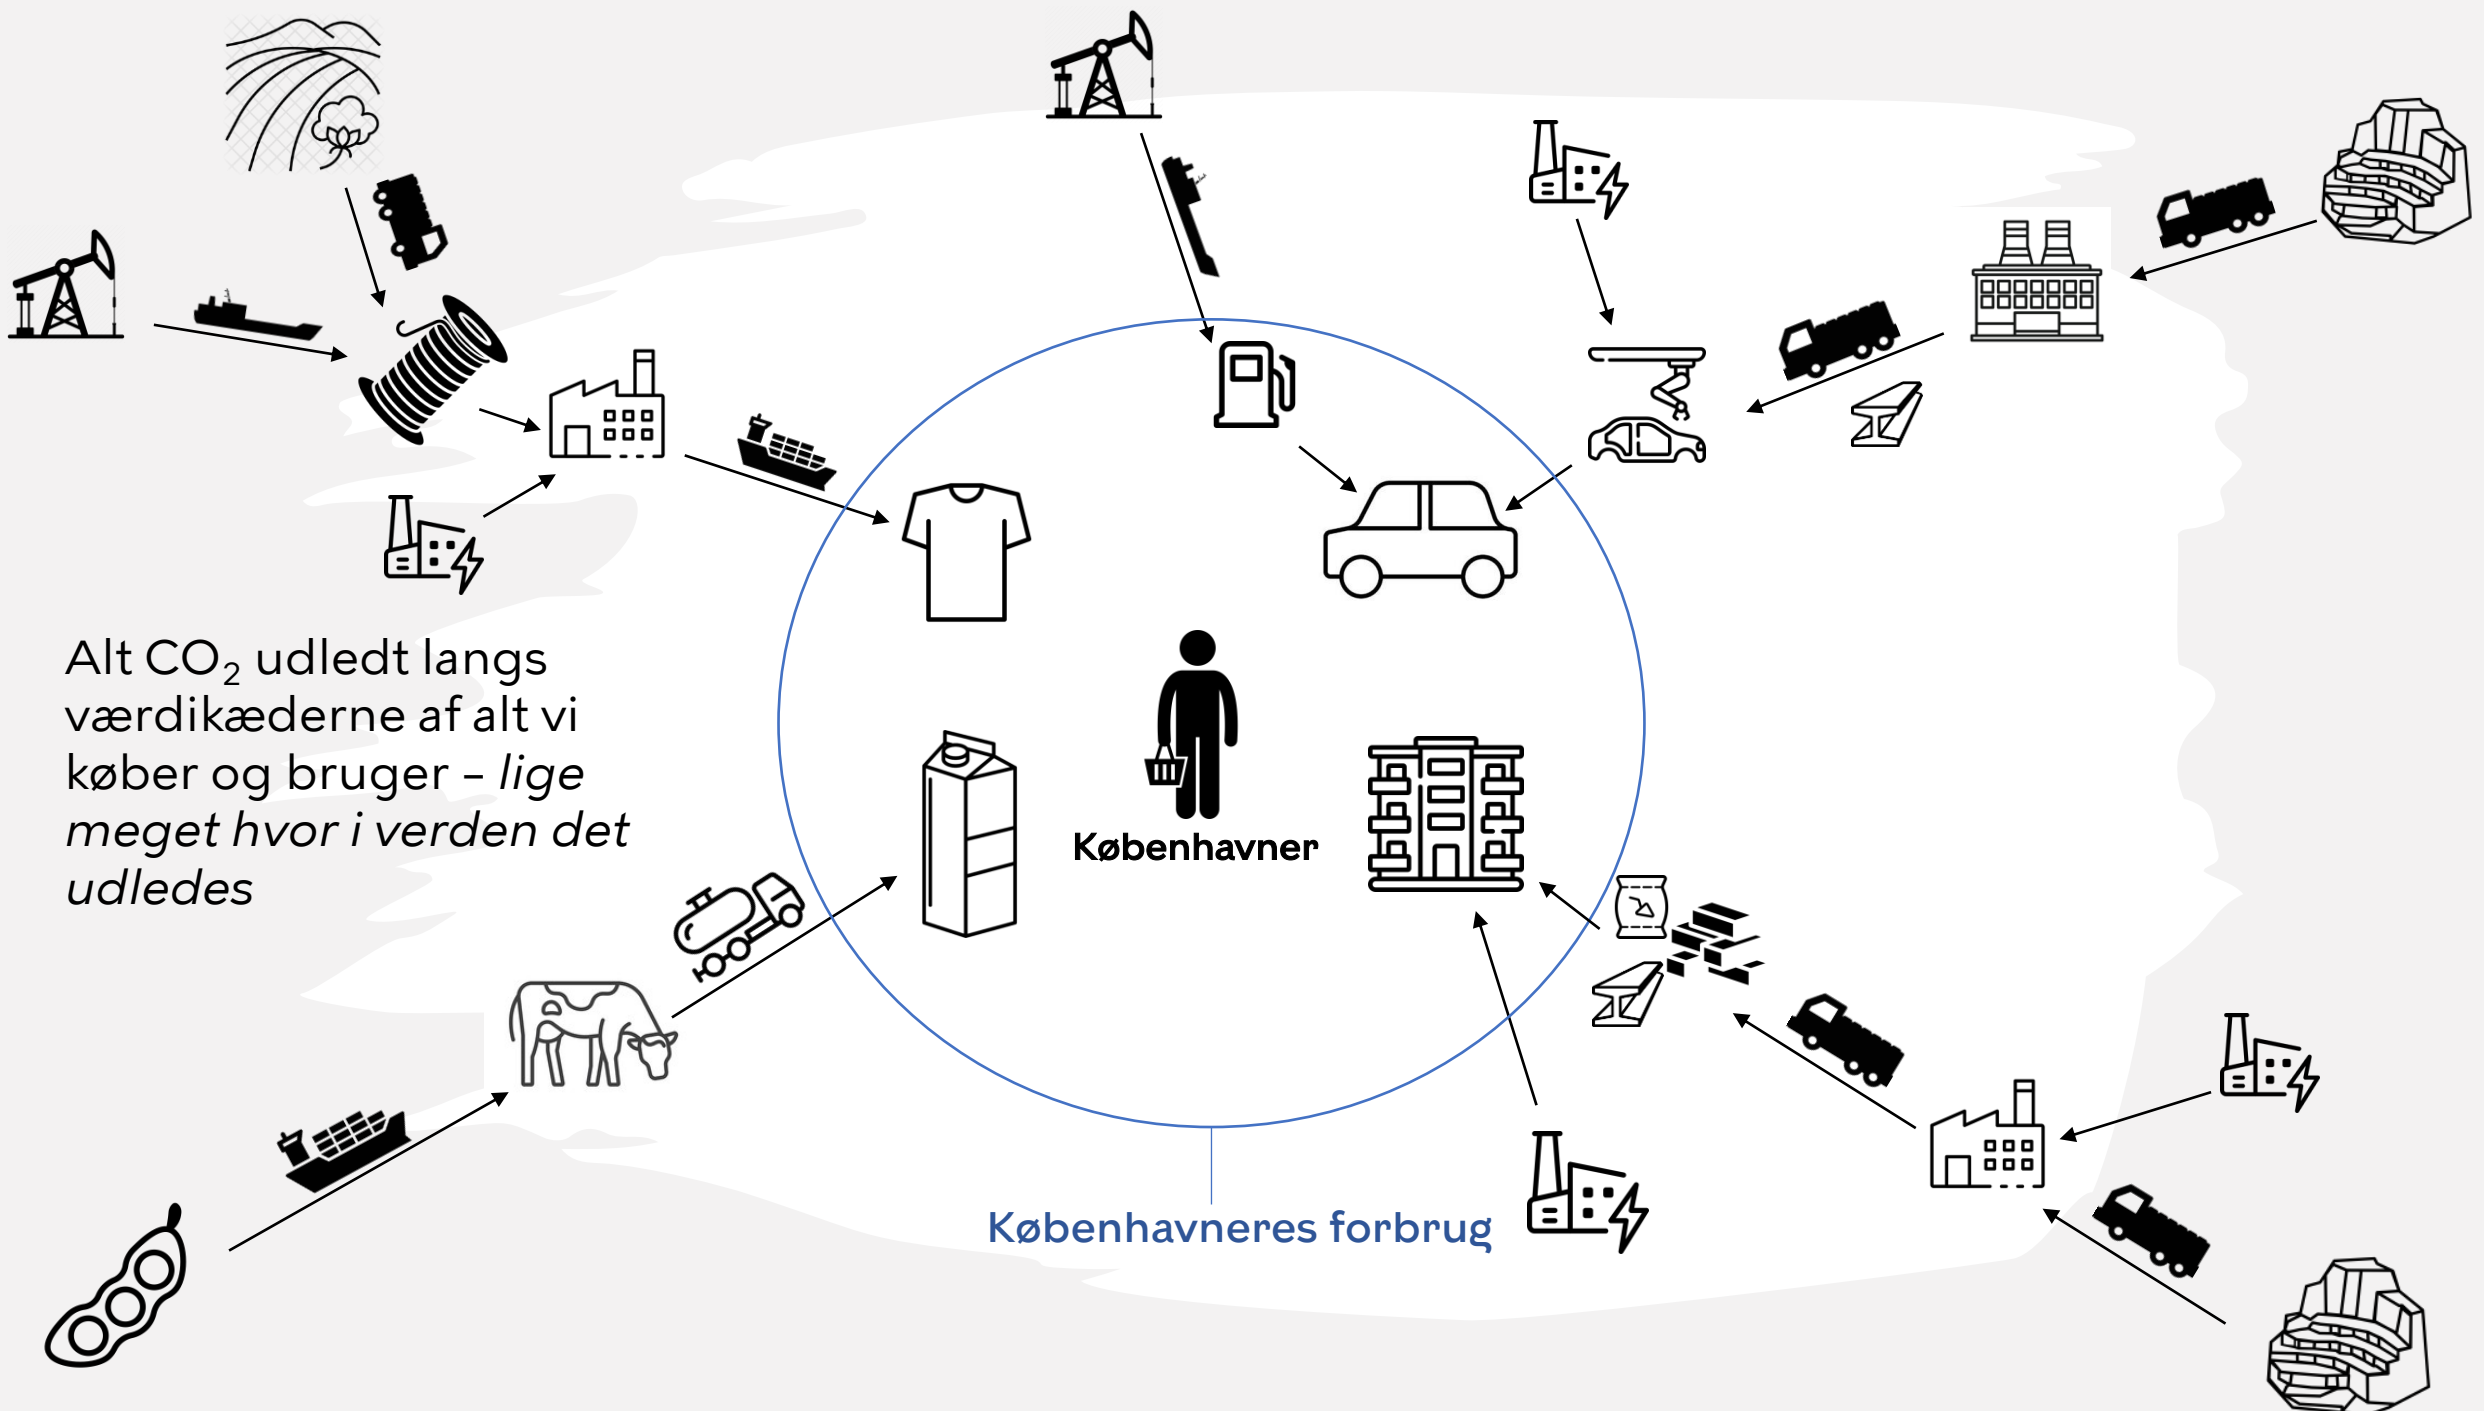 Alt CO₂ udledt langs
værdikæderne af alt vi
køber og bruger – lige
meget hvor i verden det
udledes
Københavner
Københavneres forbrug